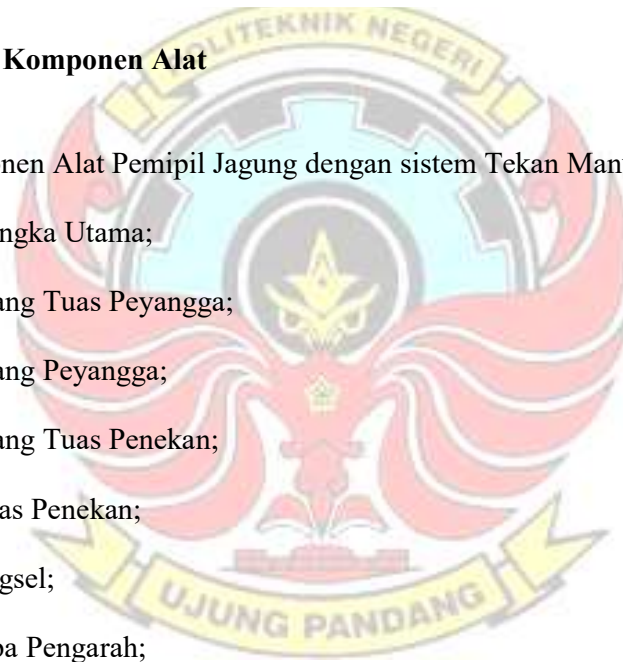 Komponen Alat
POLITEKNIK NEGERI
nen Alat Pemipil Jagung dengan sistem Tekan Man
ngka Utama;
ang Tuas Peyangga;
ang Peyangga;
ang Tuas Penekan;
as Penekan;
gsel;
pa Pengarah;
UJUNG PANDANG